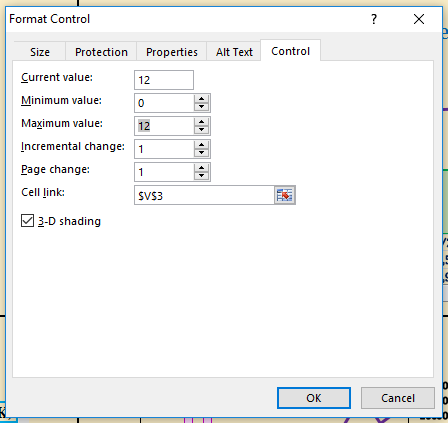 Format Control
?
Size Protection Properties Alt Text Control
Current value: 12
Minimum value: 0
Maximum value: 12
Incremental change: 1
Page change: 1
Cell link: $V$3
3-D shading
OK Cancel